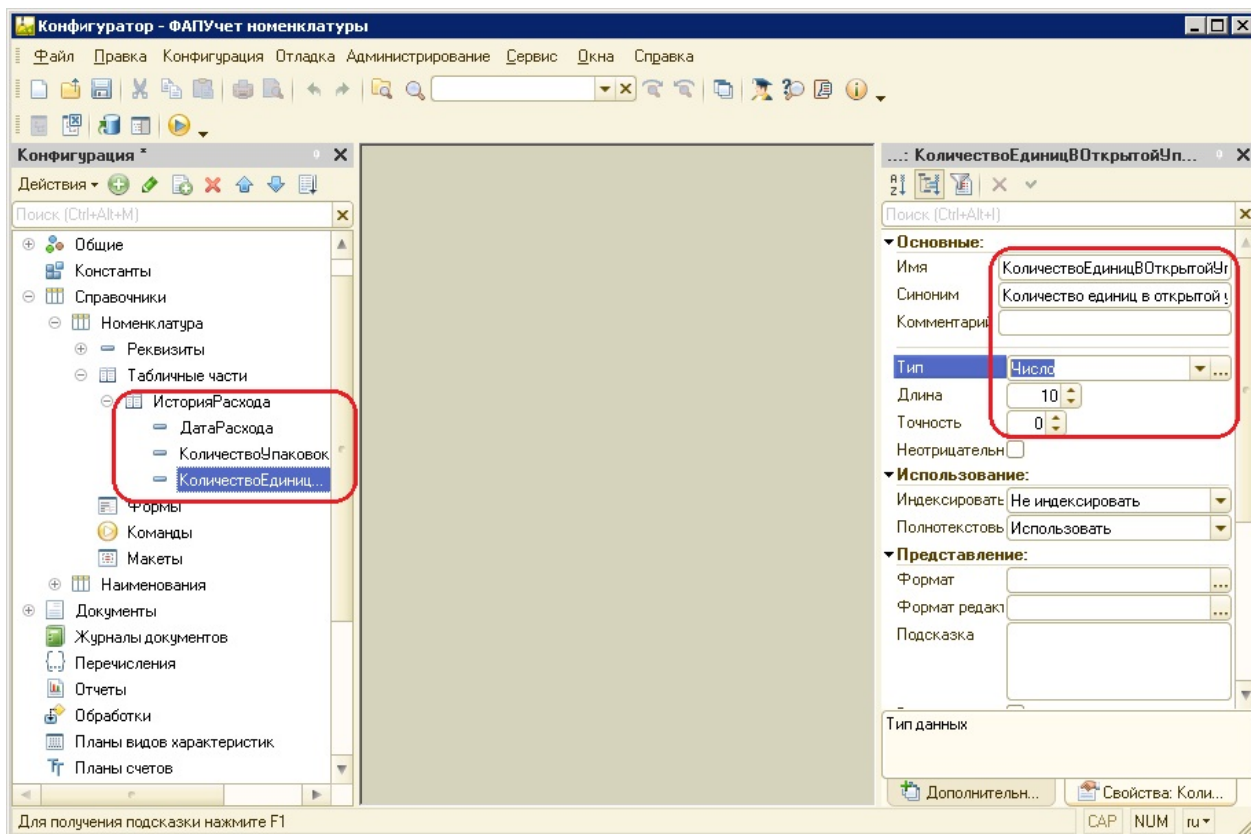 Конфигуратор - ФАПУчет номенклатуры
Файл Правка Конфигурация Отладка Администрирование Сервис Окна Справка
Конфигурация *
Действия
Поиск (Ctrl+Alt+M)
Общие
Константы
Справочники
Номенклатура
Реквизиты
Табличные части
ИсторияРасхода
ДатаРасхода
КоличествоУпаковок
КоличествоЕдиниц...
Формы
Команды
Макеты
Наименования
Документы
Журналы документов
Перечисления
Отчеты
Обработки
Планы видов характеристик
Планы счетов
...: КоличествоЕдиницВОткрытойУп...
Поиск (Ctrl+Alt+I)
Основные:
Имя КоличествоЕдиницВОткрытойУп
Синоним Количество единиц в открытой у
Комментарий
Тип Число
Длина 10
Точность 0
Неотрицательн
Использование:
Индексировать Не индексировать
Полнотекстовь Использовать
Представление:
Формат
Формат редакт
Подсказка
Тип данных
Дополнительн... Свойства: Коли...
Для получения подсказки нажмите F1 CAP NUM ru